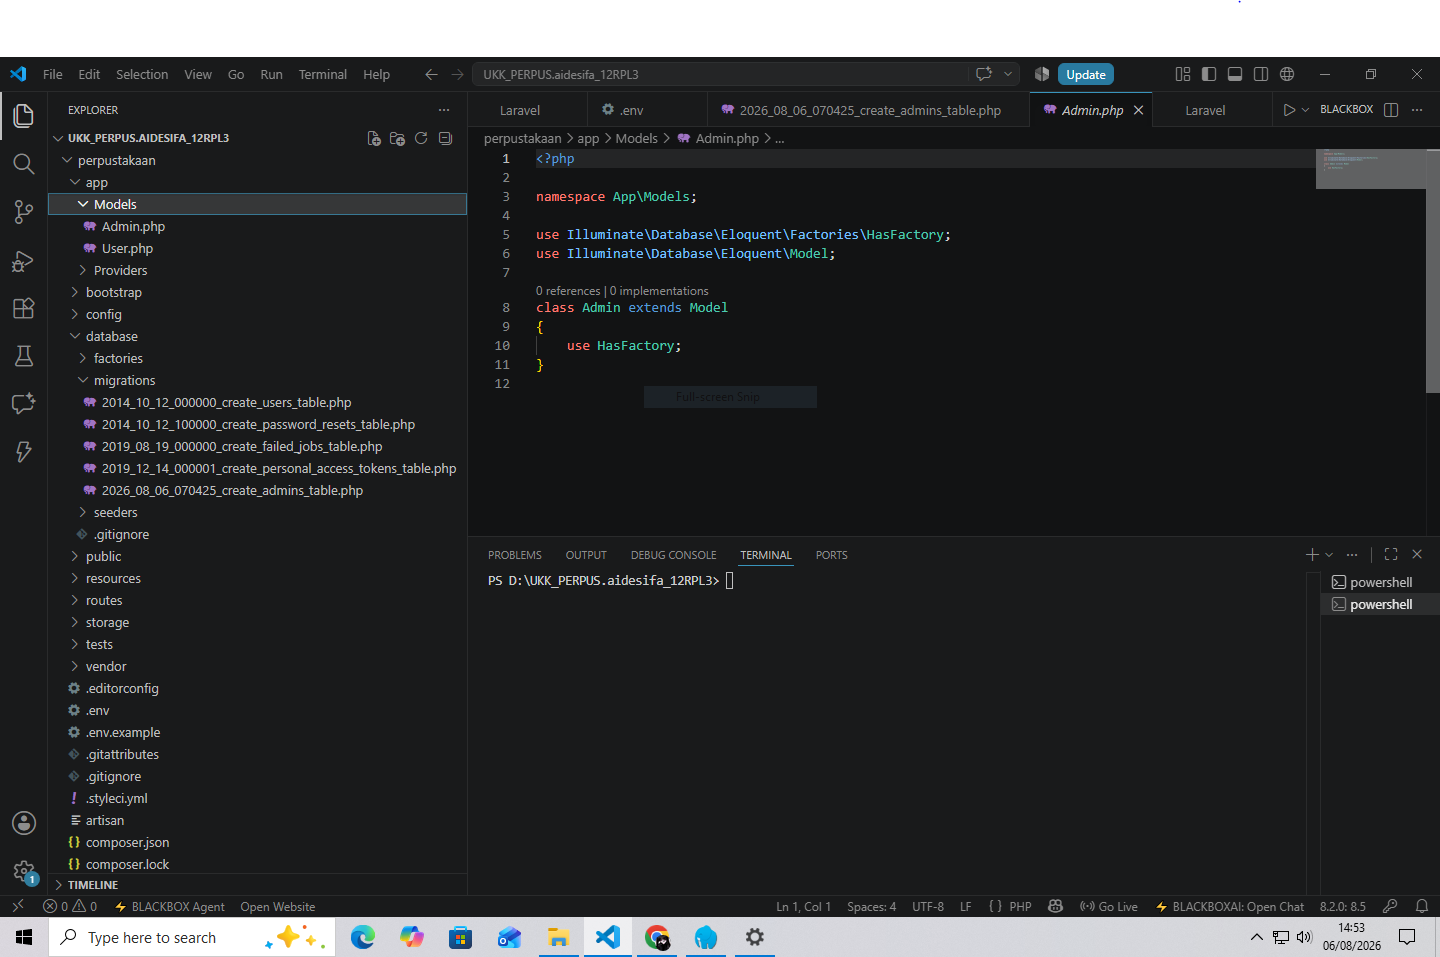 File Edit Selection View Go Run Terminal Help
UKK_PERPUS.aidesifa_12RPL3
Update
EXPLORER
UKK_PERPUS.AIDESIFA_12RPL3
perpustakaan
app
Models
Admin.php
User.php
Providers
bootstrap
config
database
factories
migrations
2014_10_12_000000_create_users_table.php
2014_10_12_100000_create_password_resets_table.php
2019_08_19_000000_create_failed_jobs_table.php
2019_12_14_000001_create_personal_access_tokens_table.php
2026_08_06_070425_create_admins_table.php
seeders
.gitignore
public
resources
routes
storage
tests
vendor
.editorconfig
.env
.env.example
.gitattributes
.gitignore
.styleci.yml
artisan
composer.json
composer.lock
TIMELINE
Laravel .env 2026_08_06_070425_create_admins_table.php Admin.php Laravel BLACKBOX
perpustakaan > app > Models > Admin.php > ...
1 <?php
2
3 namespace App\Models;
4
5 use Illuminate\Database\Eloquent\Factories\HasFactory;
6 use Illuminate\Database\Eloquent\Model;
7
0 references | 0 implementations
8 class Admin extends Model
9 {
10 use HasFactory;
11 }
12
Full-screen Snip
PROBLEMS OUTPUT DEBUG CONSOLE TERMINAL PORTS
PS D:\UKK_PERPUS.aidesifa_12RPL3>
powershell
powershell
1
0 0 BLACKBOX Agent Open Website Ln 1, Col 1 Spaces: 4 UTF-8 LF { } PHP Go Live BLACKBOXAI: Open Chat 8.2.0: 8.5
Type here to search
14:53
06/08/2026